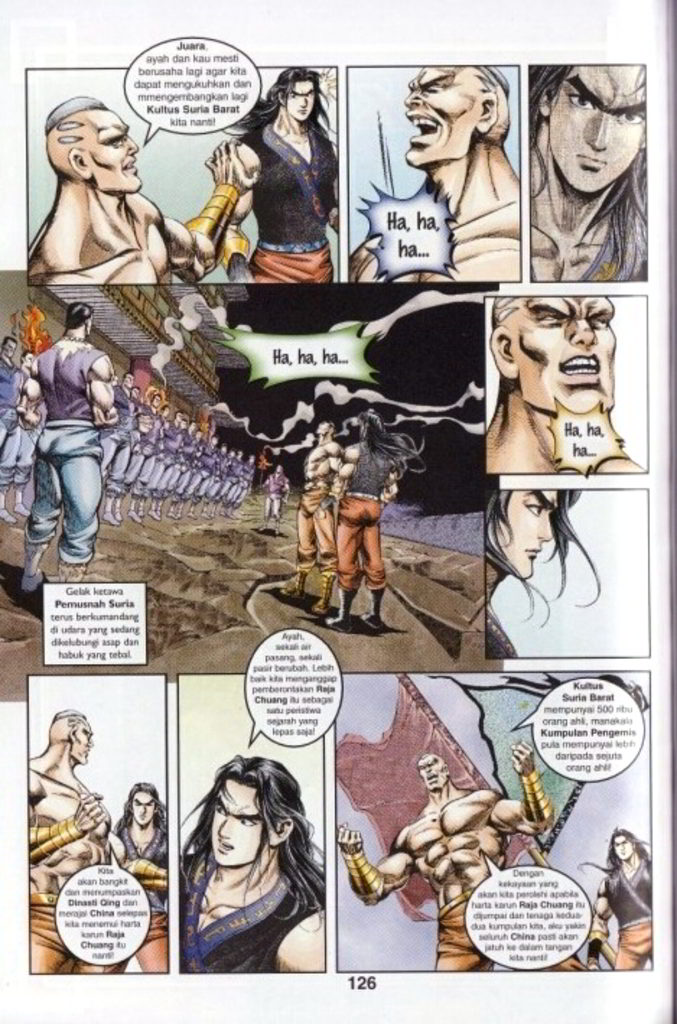 Juara,
ayah dan kau mesti
berusaha lagi agar kita
dapat mengukuhkan dan
mmengembangkan lagi
Kultus Suria Barat
kita nanti!
Ha, ha,
ha...
Ha, ha, ha...
Ha, ha,
ha...
Gelak ketawa
Pemusnah Suria
terus berkumandang
di udara yang sedang
dikelubungi asap dan
habuk yang tebal.
Kita
akan bangkit
dan menumpaskan
Dinasti Qing dan
merajai China selepas
menemui harta
karun Raja
Chuang itu
nanti!
Ayah,
sekali air
pasang, sekali
pasir berubah. Lebih
baik kita menganggap
pemberontakan Raja
Chuang itu sebagai
satu peristiwa
sejarah yang
lepas saja!
Kultus
Suria Barat
mempunyai 500 ribu
orang ahli, manakala
Kumpulan Pengemis
pula mempunyai lebih
daripada sejuta
orang ahli!
Dengan
kekayaan yang
akan kita perolehi apabila
harta karun Raja Chuang itu
dijumpai dan tenaga kedua-
dua kumpulan kita, aku yakin
seluruh China pasti akan
jatuh ke dalam tangan
kita nanti!
126